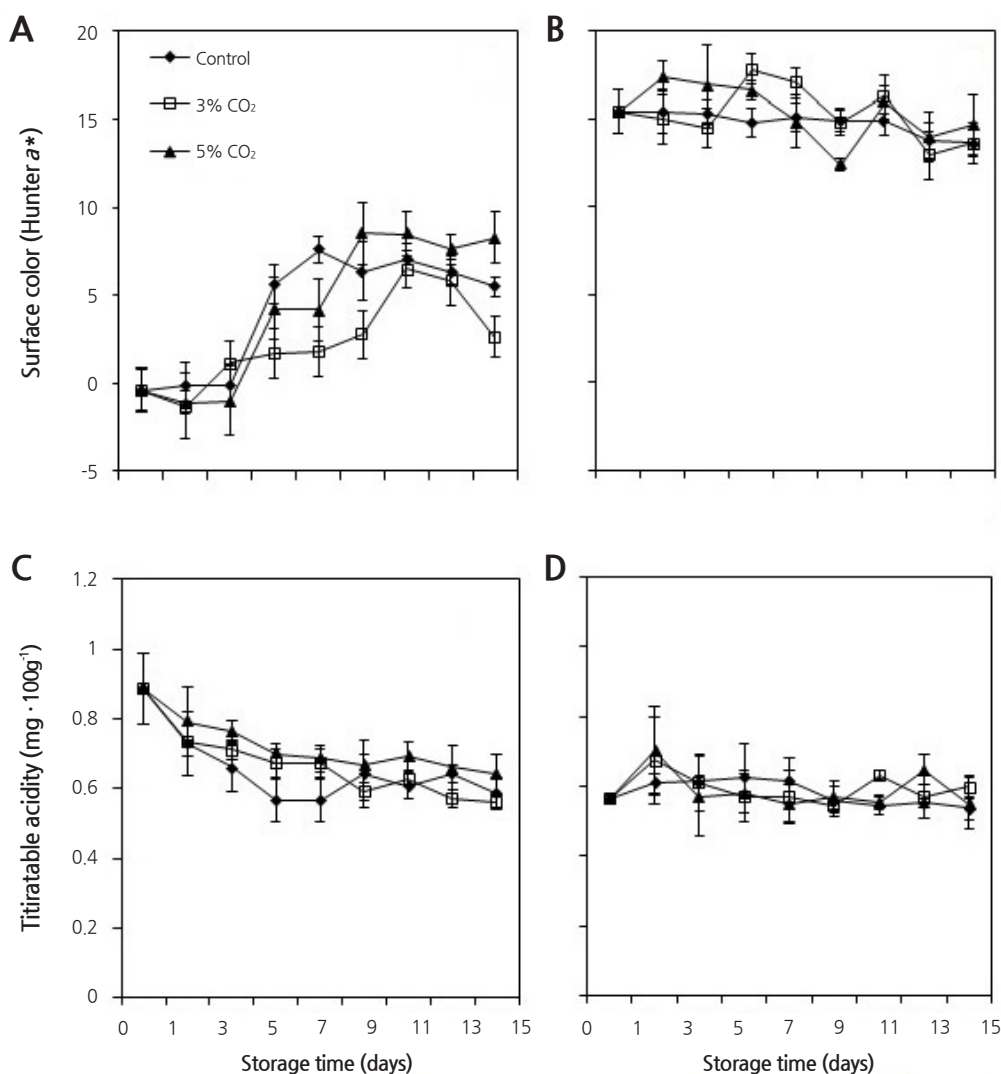 A
B
Control
3% CO₂
5% CO₂
20
15
10
5
0
-5
Surface color (Hunter a*)
C
D
1.2
1
0.8
0.6
0.4
0.2
0
Titiratable acidity (mg · 100g⁻¹)
0 1 3 5 7 9 11 13 15
0 1 3 5 7 9 11 13 15
Storage time (days)
Storage time (days)